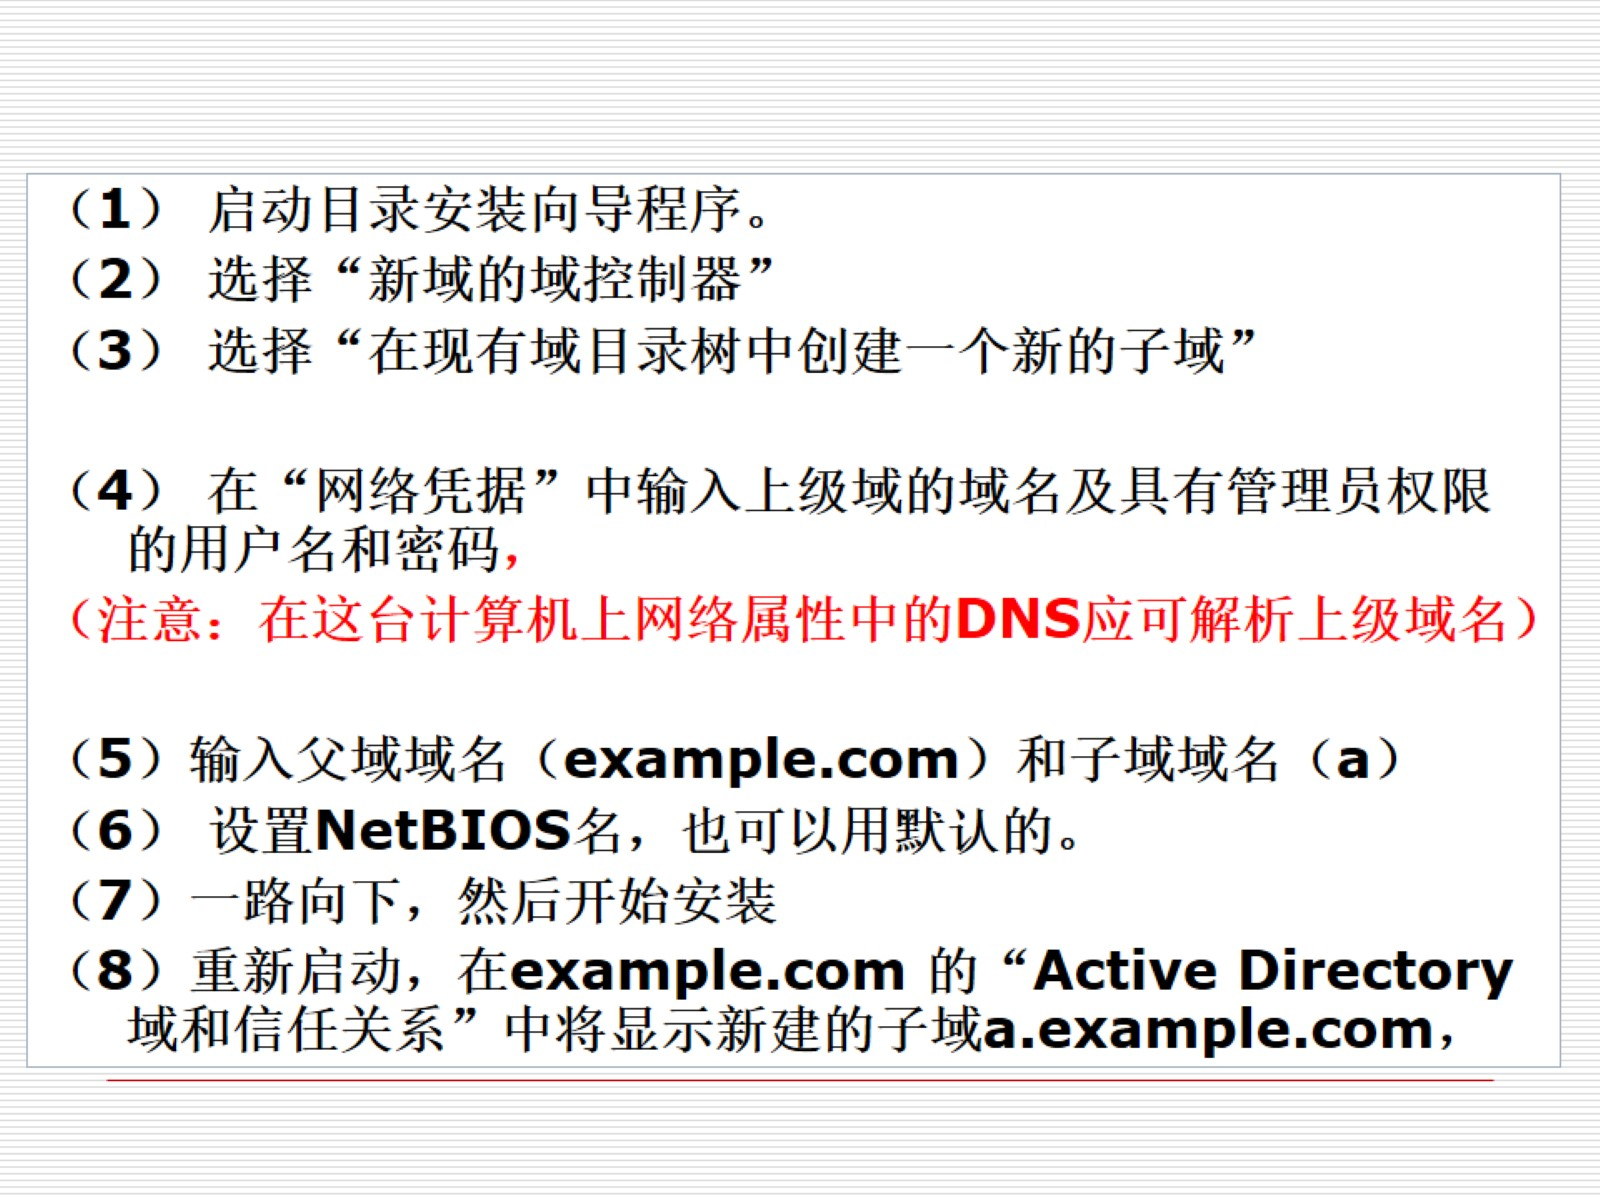 （1） 启动目录安装向导程序。
（2） 选择“新域的域控制器”
（3） 选择“在现有域目录树中创建一个新的子域”
（4） 在“网络凭据”中输入上级域的域名及具有管理员权限
的用户名和密码，
（注意：在这台计算机上网络属性中的DNS应可解析上级域名）
（5）输入父域域名（example.com）和子域域名（a）
（6） 设置NetBIOS名，也可以用默认的。
（7）一路向下，然后开始安装
（8）重新启动，在example.com 的“Active Directory
域和信任关系”中将显示新建的子域a.example.com，